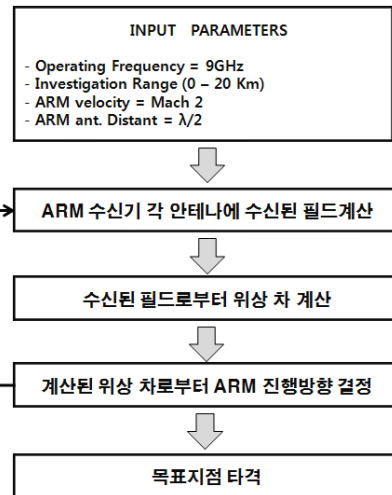 INPUT PARAMETERS
- Operating Frequency = 9GHz
- Investigation Range (0 – 20 Km)
- ARM velocity = Mach 2
- ARM ant. Distant = λ/2
ARM 수신기 각 안테나에 수신된 필드계산
수신된 필드로부터 위상 차 계산
계산된 위상 차로부터 ARM 진행방향 결정
목표지점 타격